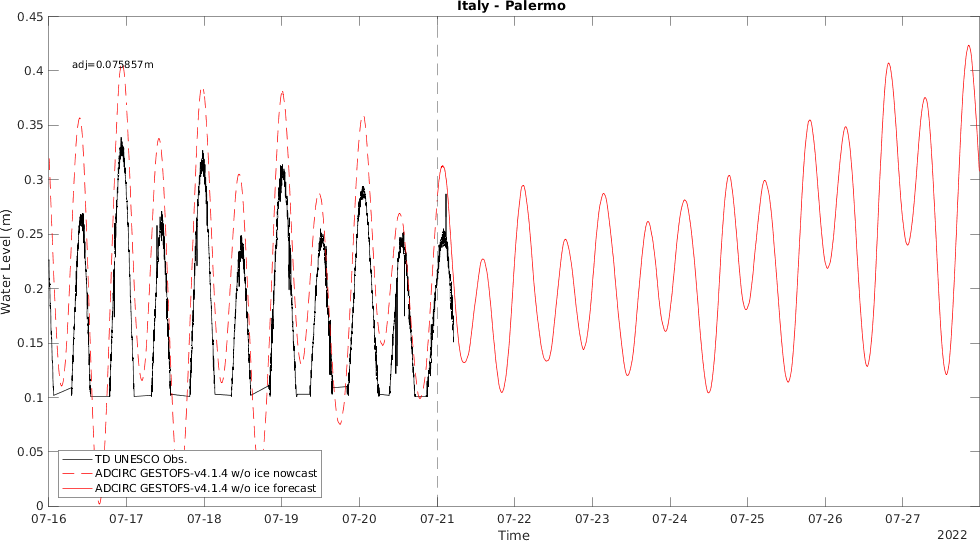 Italy - Palermo
0.45
0.4
0.35
0.3
0.25
0.2
0.15
0.1
0.05
0
Water Level (m)
adj=0.075857m
TD UNESCO Obs.
ADCIRC GESTOFS-v4.1.4 w/o ice nowcast
ADCIRC GESTOFS-v4.1.4 w/o ice forecast
07-16 07-17 07-18 07-19 07-20 07-21 07-22 07-23 07-24 07-25 07-26 07-27
Time
2022